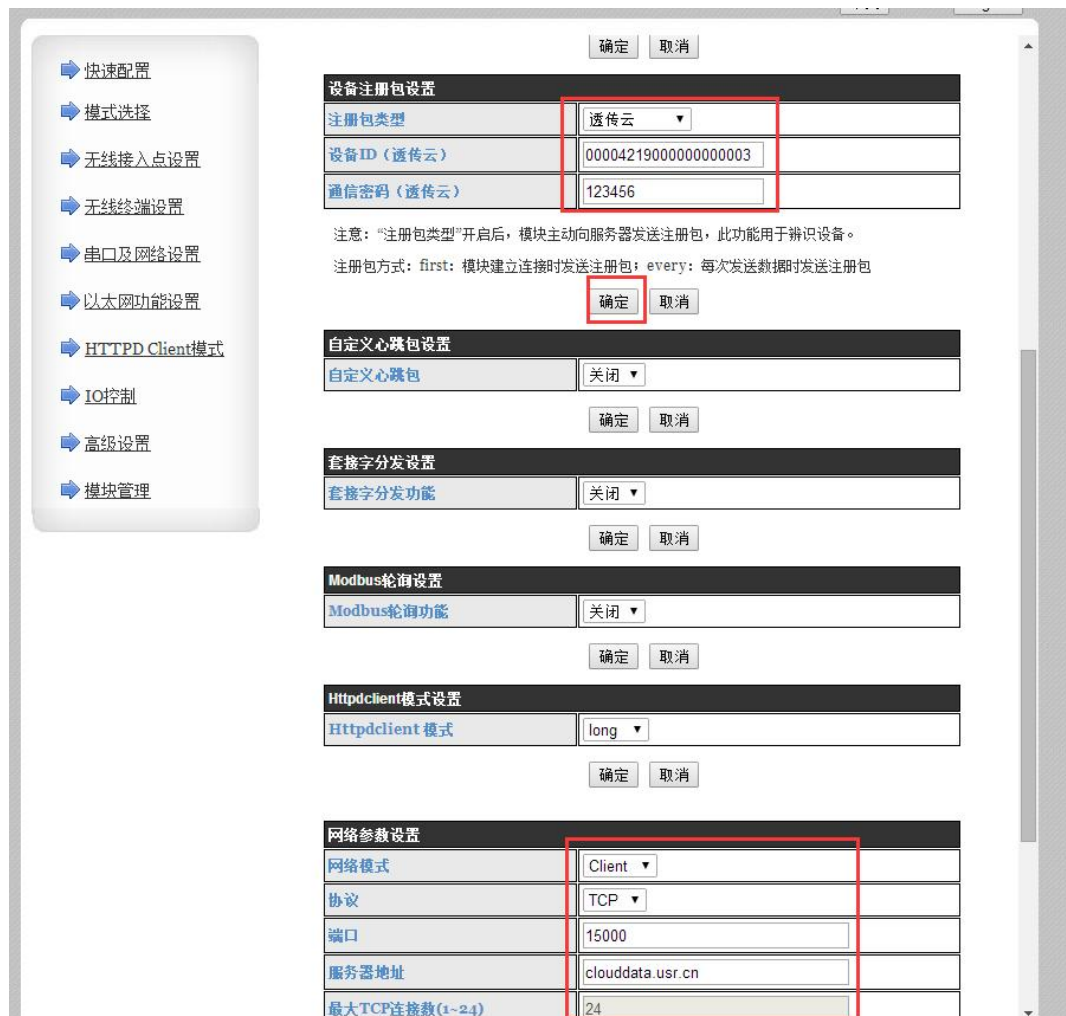 快速配置
模式选择
无线接入点设置
无线终端设置
串口及网络设置
以太网功能设置
HTTPD Client模式
IO控制
高级设置
模块管理
确定 取消
设备注册包设置
注册包类型 透传云
设备ID（透传云） 00004219000000000003
通信密码（透传云） 123456
注意："注册包类型"开启后，模块主动向服务器发送注册包，此功能用于辨识设备。
注册包方式：first：模块建立连接时发送注册包；every：每次发送数据时发送注册包
确定 取消
自定义心跳包设置
自定义心跳包 关闭
确定 取消
套接字分发设置
套接字分发功能 关闭
确定 取消
Modbus轮询设置
Modbus轮询功能 关闭
确定 取消
Httpdclient模式设置
Httpdclient 模式 long
确定 取消
网络参数设置
网络模式 Client
协议 TCP
端口 15000
服务器地址 clouddata.usr.cn
最大TCP连接数(1~24) 24